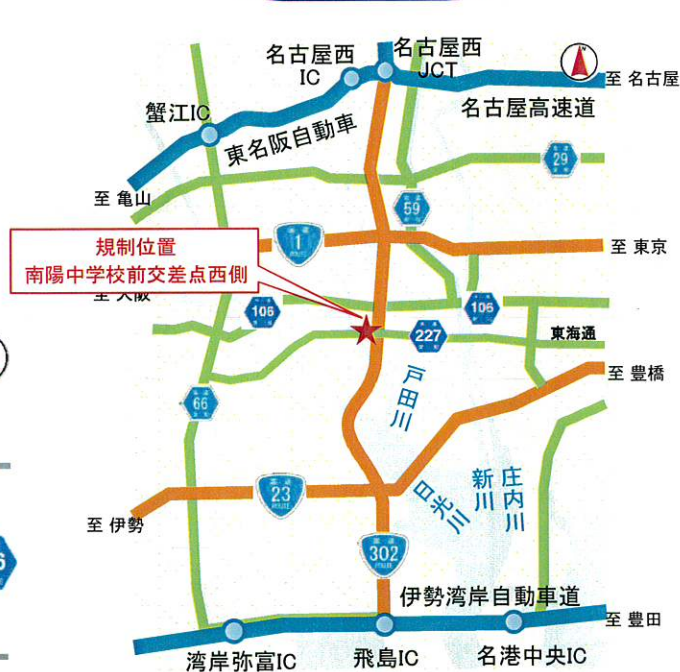 名古屋西
IC
名古屋西
JCT
至 名古屋
名古屋高速道
蟹江IC
東名阪自動車
29
至 亀山
59
規制位置
南陽中学校前交差点西側
1
ROUTE
至 東京
106
106
227
東海通
戸田川
至 豊橋
66
23
ROUTE
新川
庄内川
日光川
至 伊勢
302
ROUTE
伊勢湾岸自動車道
至 豊田
湾岸弥富IC
飛島IC
名港中央IC